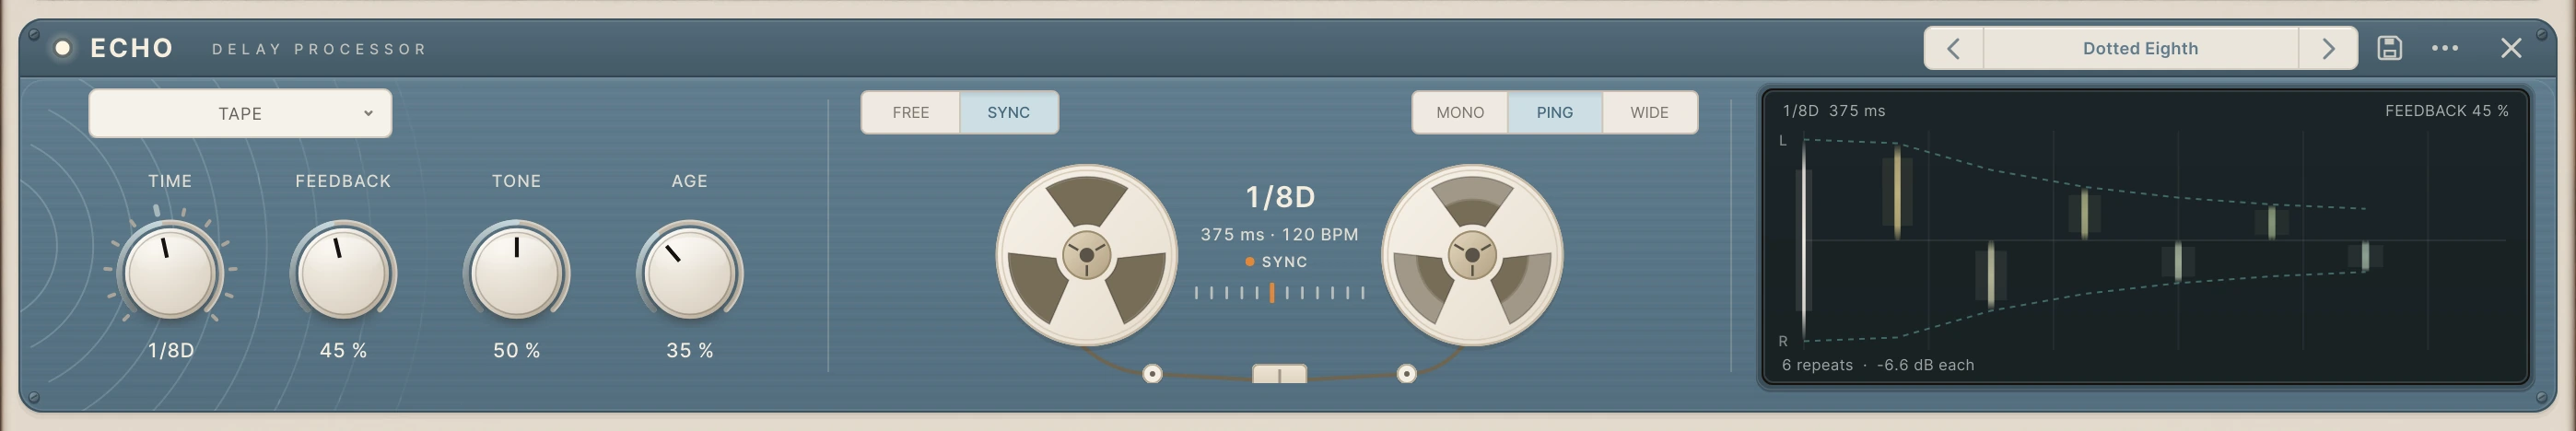 ECHO DELAY PROCESSOR
Dotted Eighth
TAPE
TIME FEEDBACK TONE AGE
1/8D 45 % 50 % 35 %
FREE SYNC
MONO PING WIDE
1/8D
375 ms · 120 BPM
SYNC
1/8D 375 ms
FEEDBACK 45 %
L
R
6 repeats · -6.6 dB each